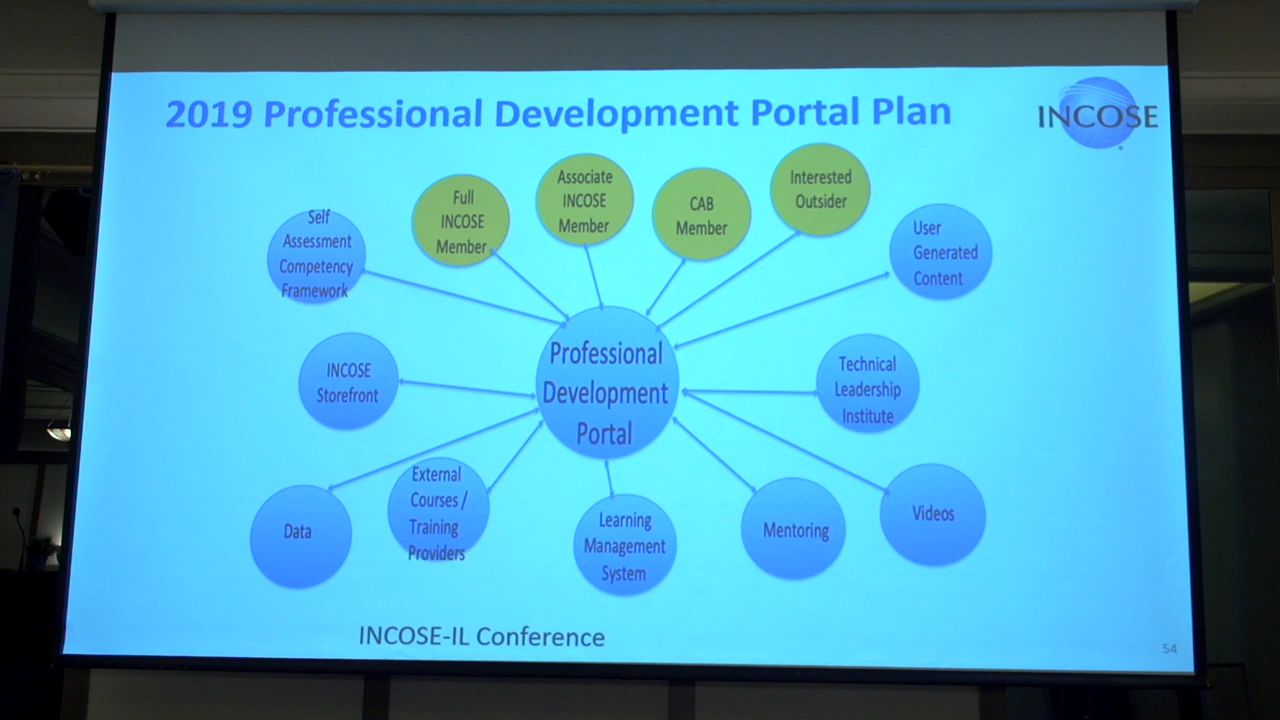 2019 Professional Development Portal Plan
INCOSE
Self
Assessment
Competency
Framework
Full
INCOSE
Member
Associate
INCOSE
Member
CAB
Member
Interested
Outsider
User
Generated
Content
INCOSE
Storefront
Professional
Development
Portal
Technical
Leadership
Institute
Data
External
Courses /
Training
Providers
Learning
Management
System
Mentoring
Videos
INCOSE-IL Conference
54